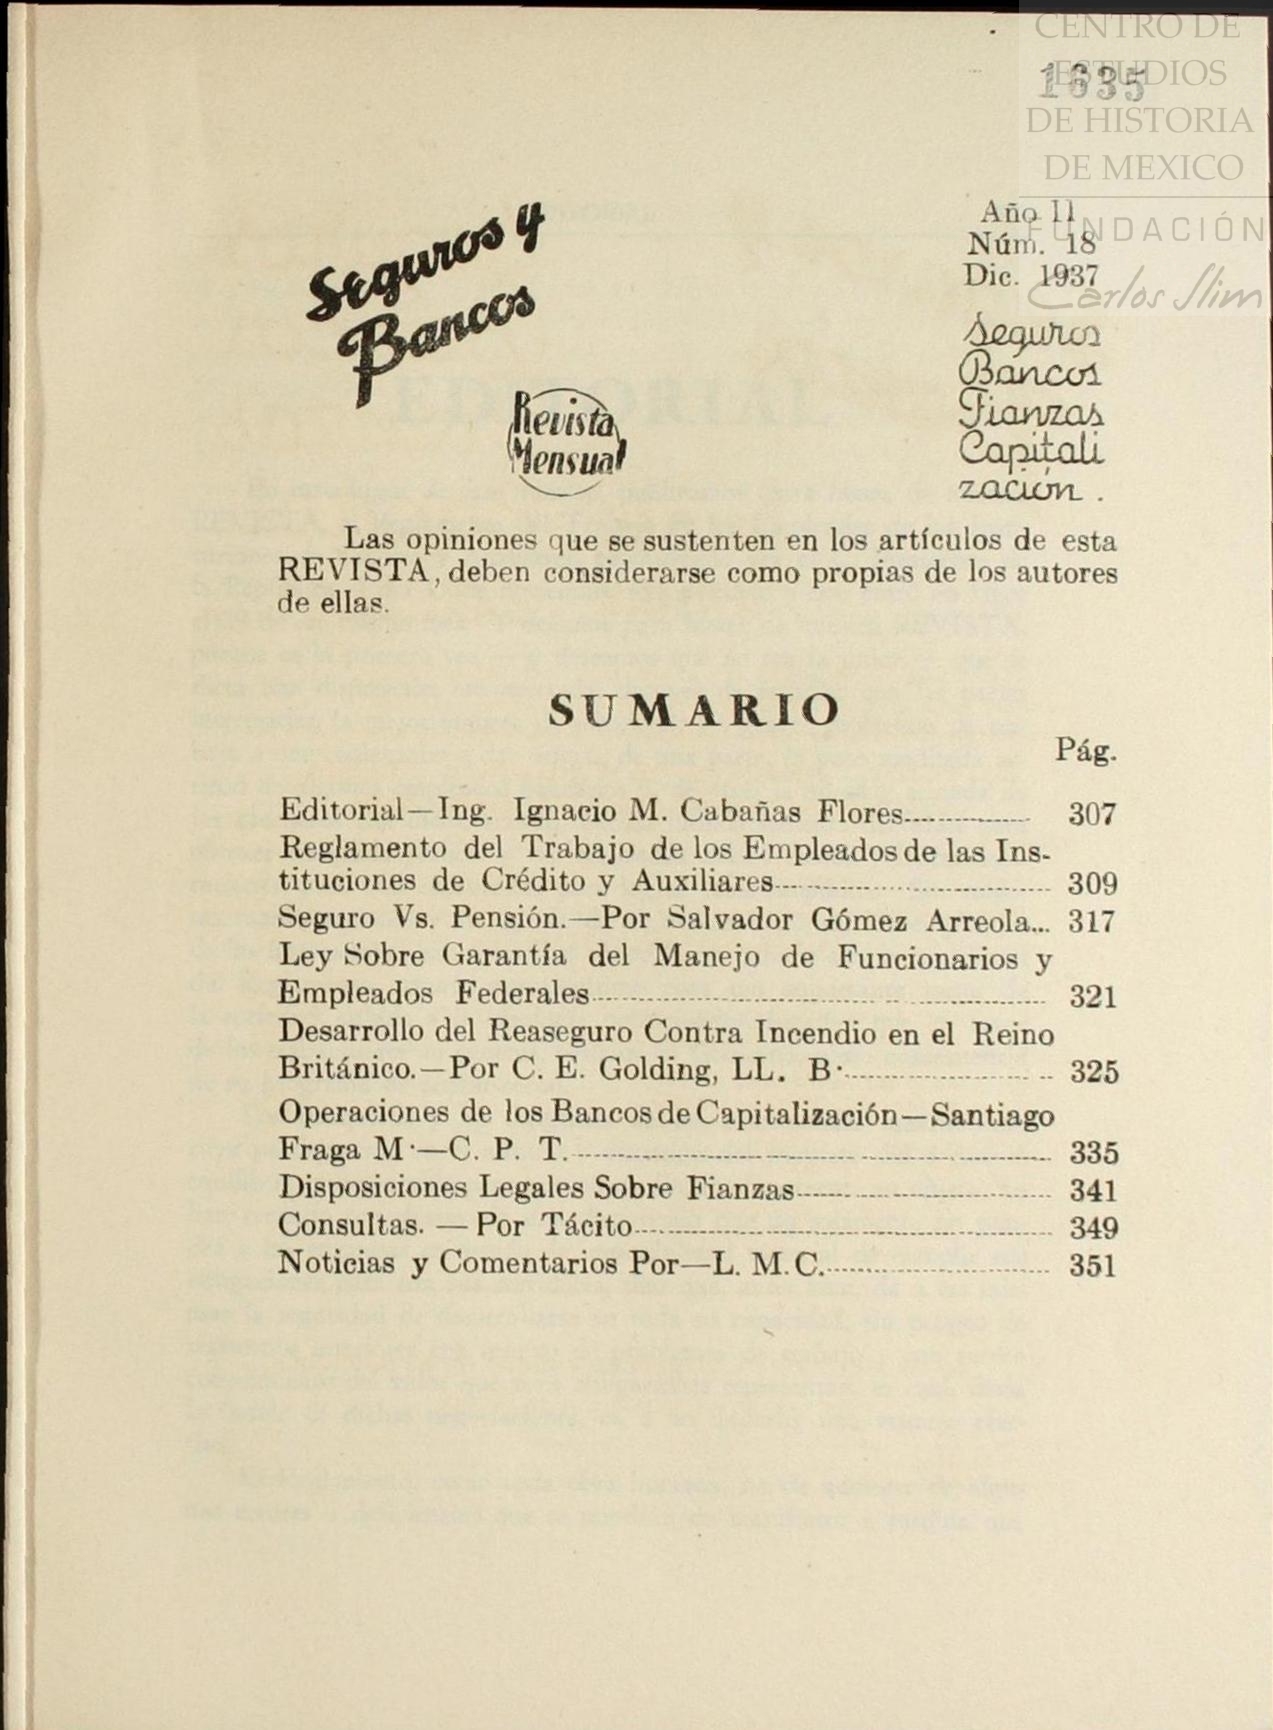 CENTRO DE
ESTUDIOS
DE HISTORIA
DE MEXICO
FUNDACIÓN
Carlos Slim
1635
Seguros y
Bancos
Revista
Mensual
Año II
Núm. 18
Dic. 1937
Seguros
Bancos
Fianzas
Capitali
zación.
Las opiniones que se sustenten en los artículos de esta
REVISTA, deben considerarse como propias de los autores
de ellas.
SUMARIO
Pág.
Editorial—Ing. Ignacio M. Cabañas Flores 307
Reglamento del Trabajo de los Empleados de las Ins-
tituciones de Crédito y Auxiliares 309
Seguro Vs. Pensión.—Por Salvador Gómez Arreola... 317
Ley Sobre Garantía del Manejo de Funcionarios y
Empleados Federales 321
Desarrollo del Reaseguro Contra Incendio en el Reino
Británico.—Por C. E. Golding, LL. B. 325
Operaciones de los Bancos de Capitalización—Santiago
Fraga M.—C. P. T. 335
Disposiciones Legales Sobre Fianzas 341
Consultas. — Por Tácito 349
Noticias y Comentarios Por—L. M. C. 351